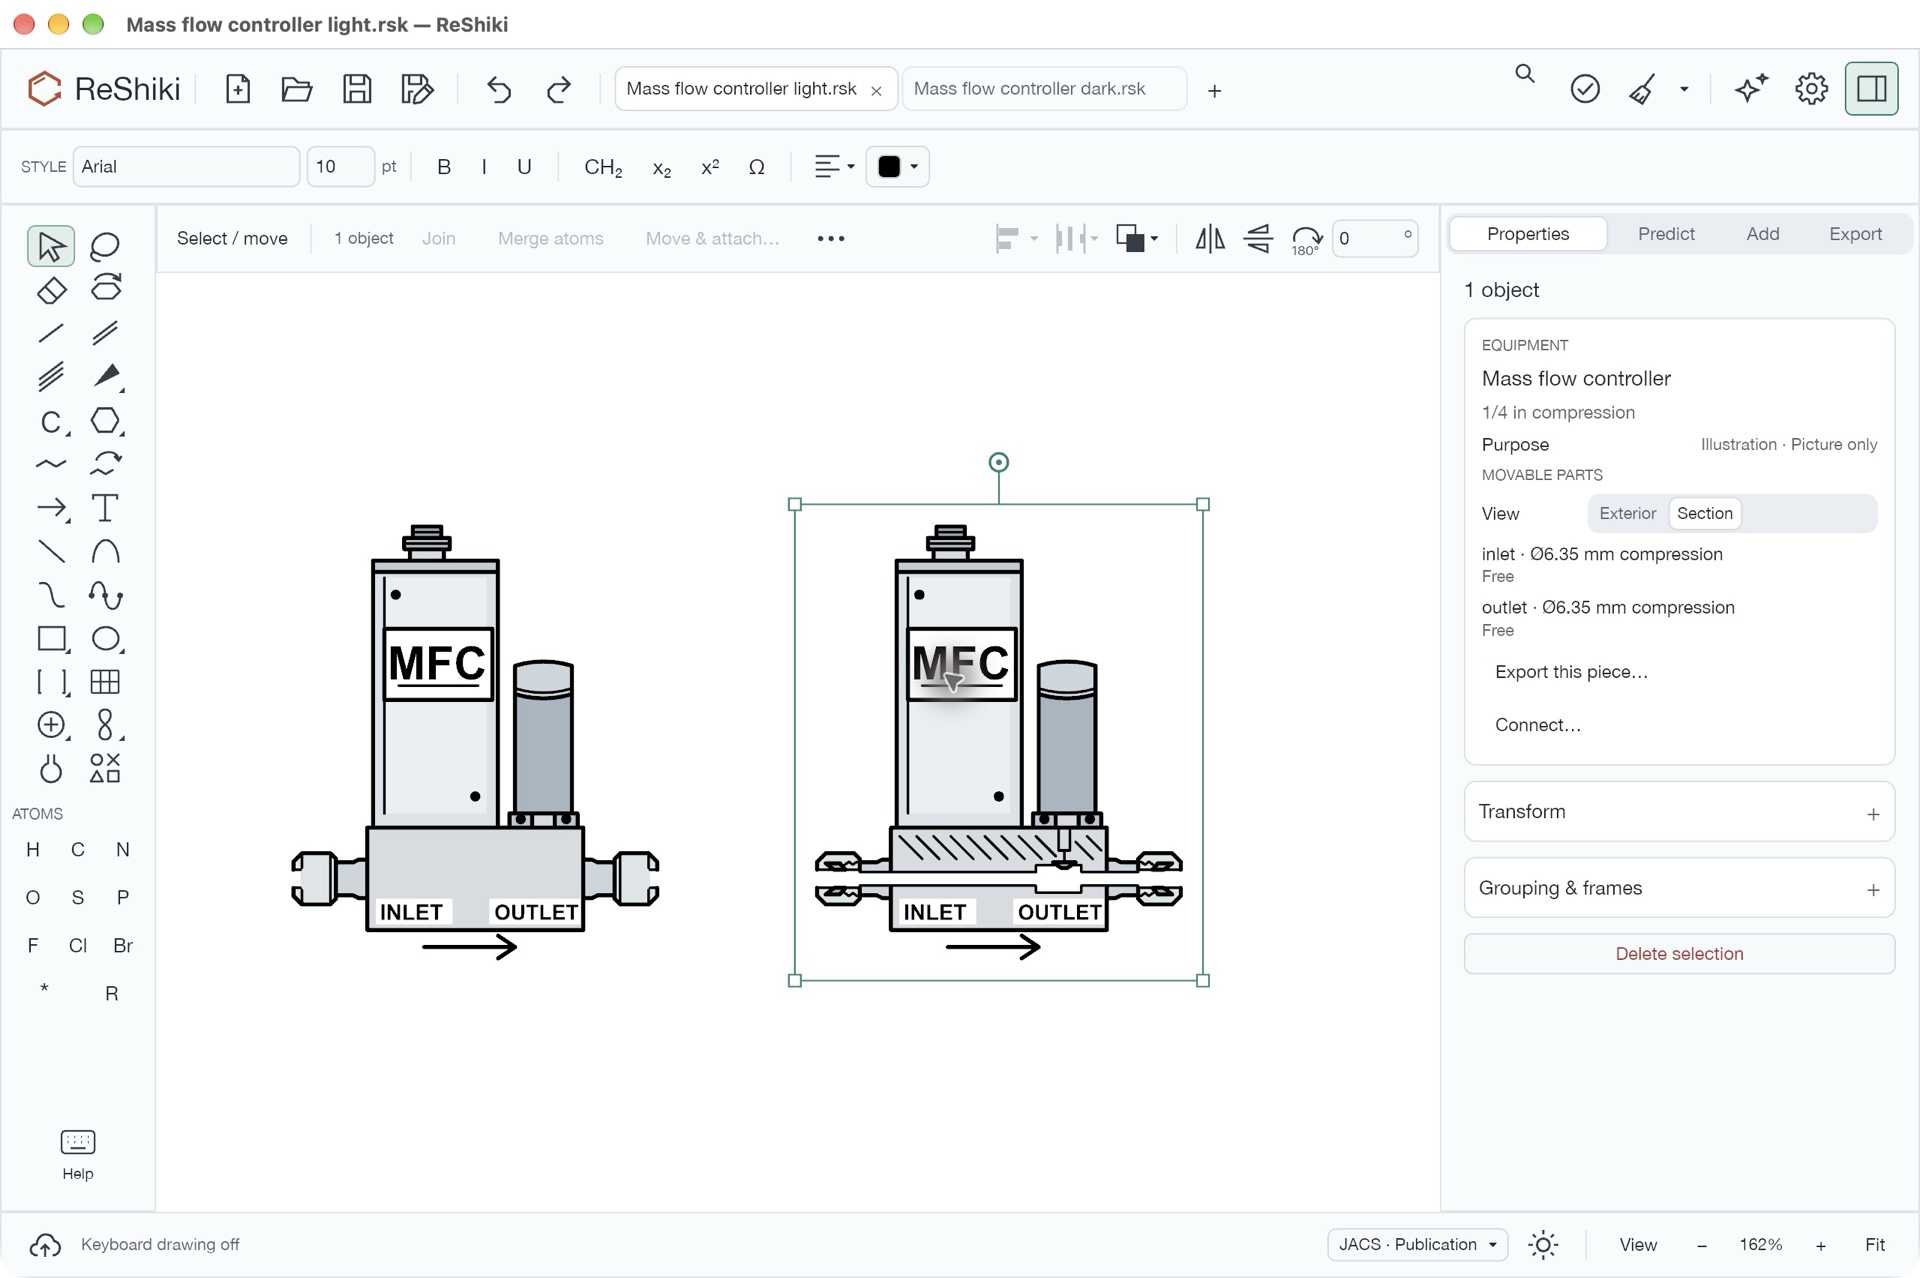 Mass flow controller light.rsk — ReShiki
ReShiki
Mass flow controller light.rsk ×
Mass flow controller dark.rsk
+
STYLE Arial 10 pt B I U CH₂ x₂ x² Ω
Select / move 1 object Join Merge atoms Move & attach... ••• 180° 0 °
Properties Predict Add Export
1 object
EQUIPMENT
Mass flow controller
1/4 in compression
Purpose Illustration · Picture only
MOVABLE PARTS
View Exterior Section
inlet · Ø6.35 mm compression
Free
outlet · Ø6.35 mm compression
Free
Export this piece...
Connect...
Transform +
Grouping & frames +
Delete selection
C
T
ATOMS
H C N
O S P
F Cl Br
* R
Help
MFC
INLET OUTLET
MFC
INLET OUTLET
Keyboard drawing off
JACS · Publication
View − 162% + Fit